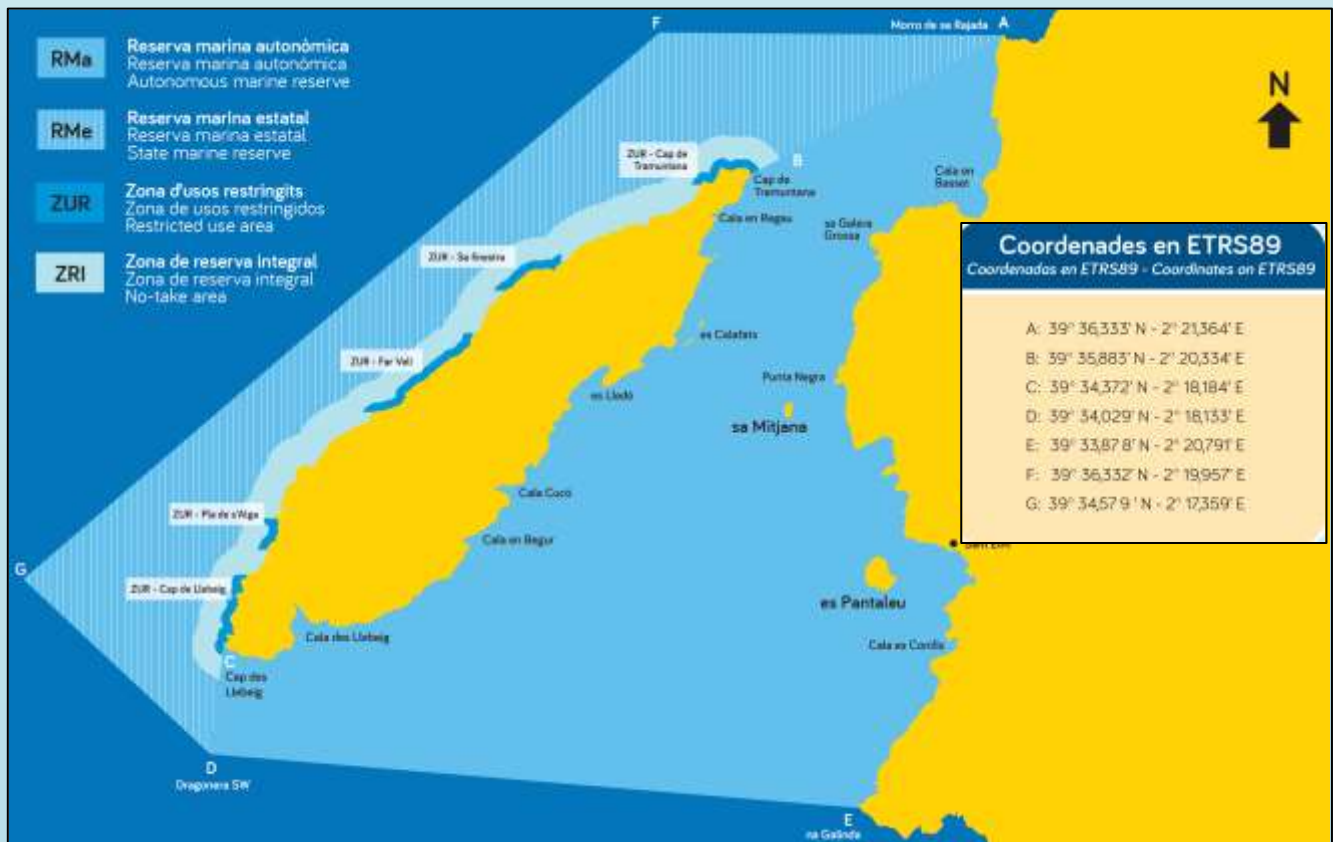 RMa
Reserva marina autonòmica
Reserva marina autonómica
Autonomous marine reserve
RMe
Reserva marina estatal
Reserva marina estatal
State marine reserve
ZUR
Zona d'usos restringits
Zona de usos restringidos
Restricted use area
ZRI
Zona de reserva integral
Zona de reserva integral
No-take area
F
Morro de sa Rajada
A
N
ZUR - Cap de
Tramuntana
B
Cap de
Tramuntana
Cala en
Basset
Cala en Regau
sa Galera
Grossa
ZUR - Sa finestra
es Calafats
ZUR - Far Vell
Punta Negra
es Lladó
sa Mitjana
Cala Cucó
ZUR - Pla de s'Alga
Cala en Begur
G
ZUR - Cap de Llebeig
es Pantaleu
Cala des Llebeig
Cala es Conills
C
Cap des
Llebeig
D
Dragonera SW
E
na Galinda
Coordenades en ETRS89
Coordenadas en ETRS89 - Coordinates on ETRS89
A: 39° 36,333' N - 2° 21,364' E
B: 39° 35,883' N - 2° 20,334' E
C: 39° 34,372' N - 2° 18,184' E
D: 39° 34,029' N - 2° 18,133' E
E: 39° 33,878' N - 2° 20,791' E
F: 39° 36,332' N - 2° 19,957' E
G: 39° 34,579 ' N - 2° 17,359' E